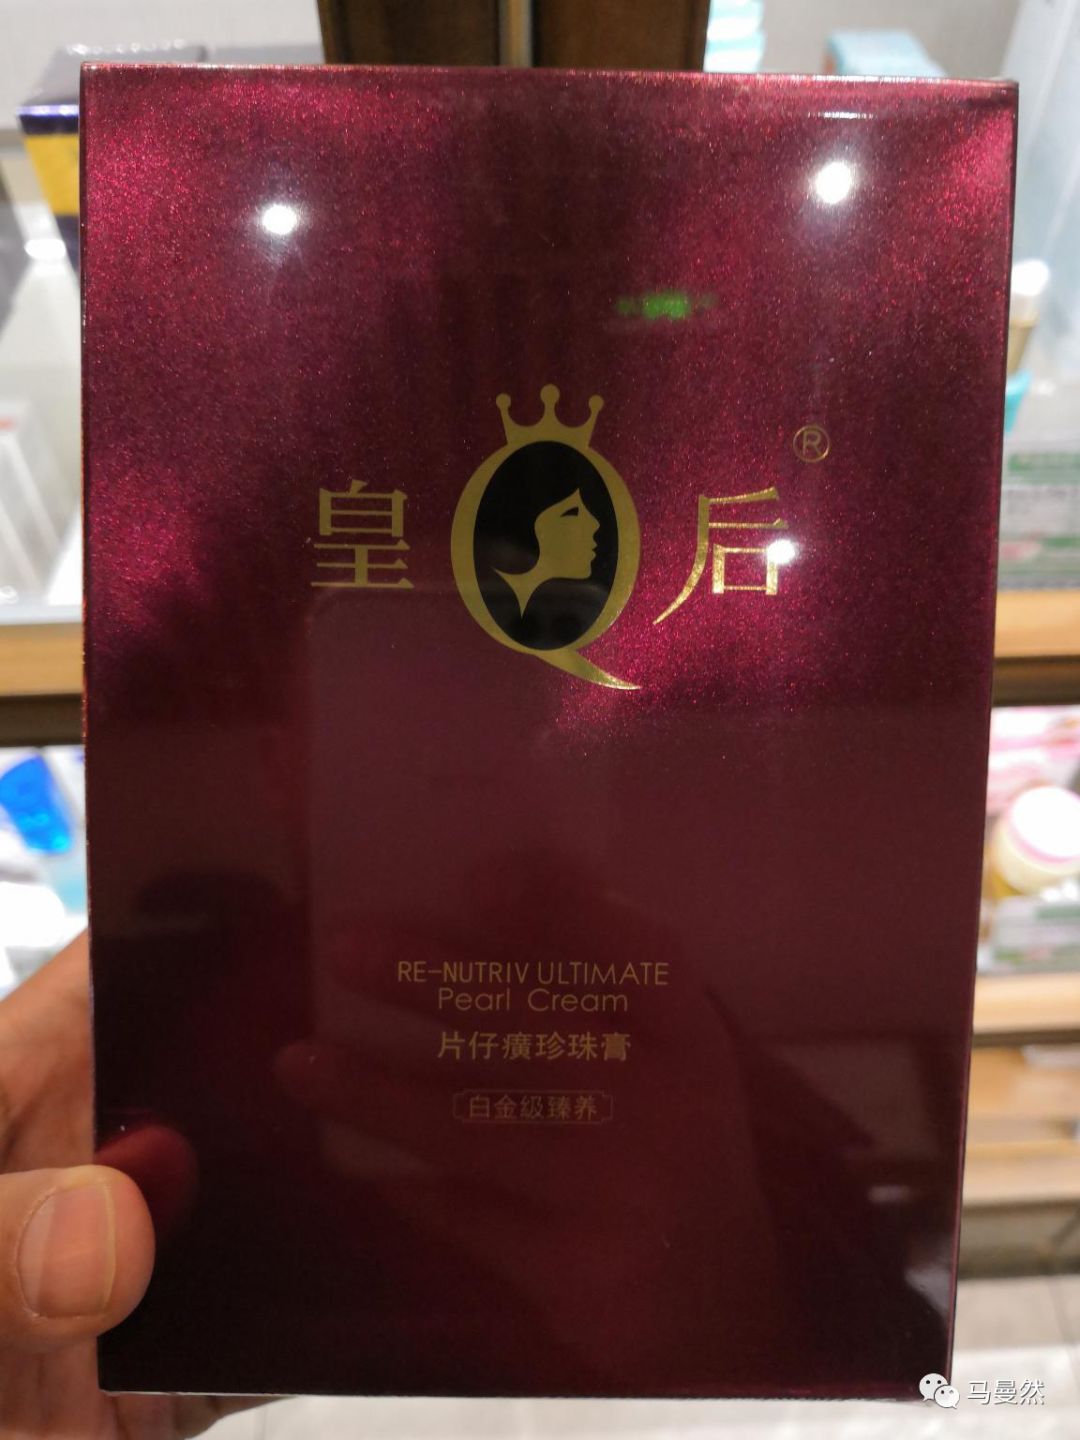 皇 Q 后 ®
RE-NUTRIV ULTIMATE
Pearl Cream
片仔癀珍珠膏
白金級臻养
马曼然